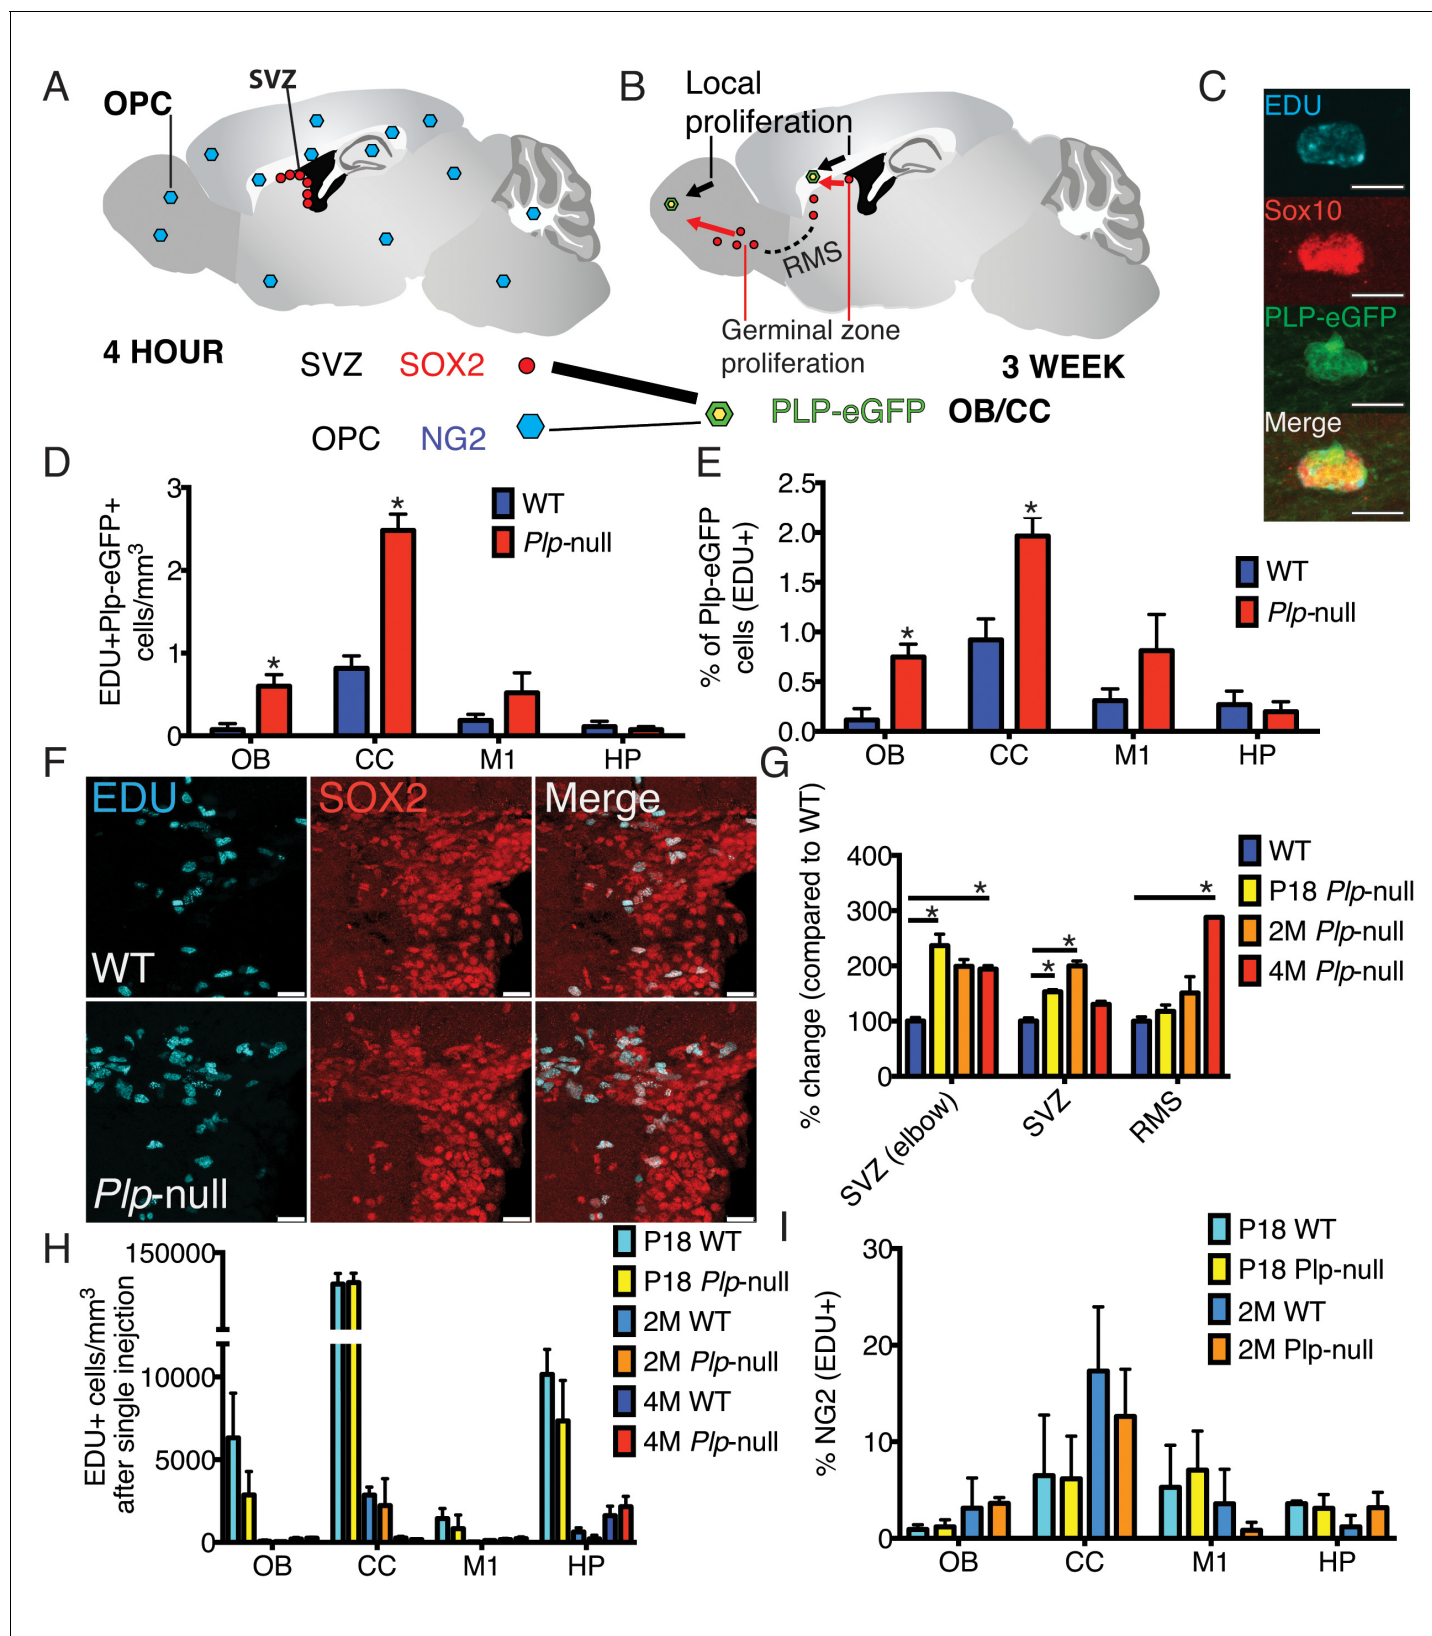 A
SVZ
OPC
4 HOUR
B
Local
proliferation
RMS
Germinal zone
proliferation
3 WEEK
SVZ SOX2
OPC NG2
PLP-eGFP OB/CC
C
EDU
Sox10
PLP-eGFP
Merge
D
EDU+Plp-eGFP+
cells/mm3
3
2
1
0
*
*
WT
Plp-null
OB CC M1 HP
E
% of Plp-eGFP
cells (EDU+)
2.5
2.0
1.5
1.0
0.5
0.0
*
*
WT
Plp-null
OB CC M1 HP
F
EDU SOX2 Merge
WT
Plp-null
G
% change (compared to WT)
400
300
200
100
0
* *
* *
*
WT
P18 Plp-null
2M Plp-null
4M Plp-null
SVZ (elbow) SVZ RMS
H
EDU+ cells/mm3
after single inejction
150000
10000
5000
0
P18 WT
P18 Plp-null
2M WT
2M Plp-null
4M WT
4M Plp-null
OB CC M1 HP
I
% NG2 (EDU+)
30
20
10
0
P18 WT
P18 Plp-null
2M WT
2M Plp-null
OB CC M1 HP